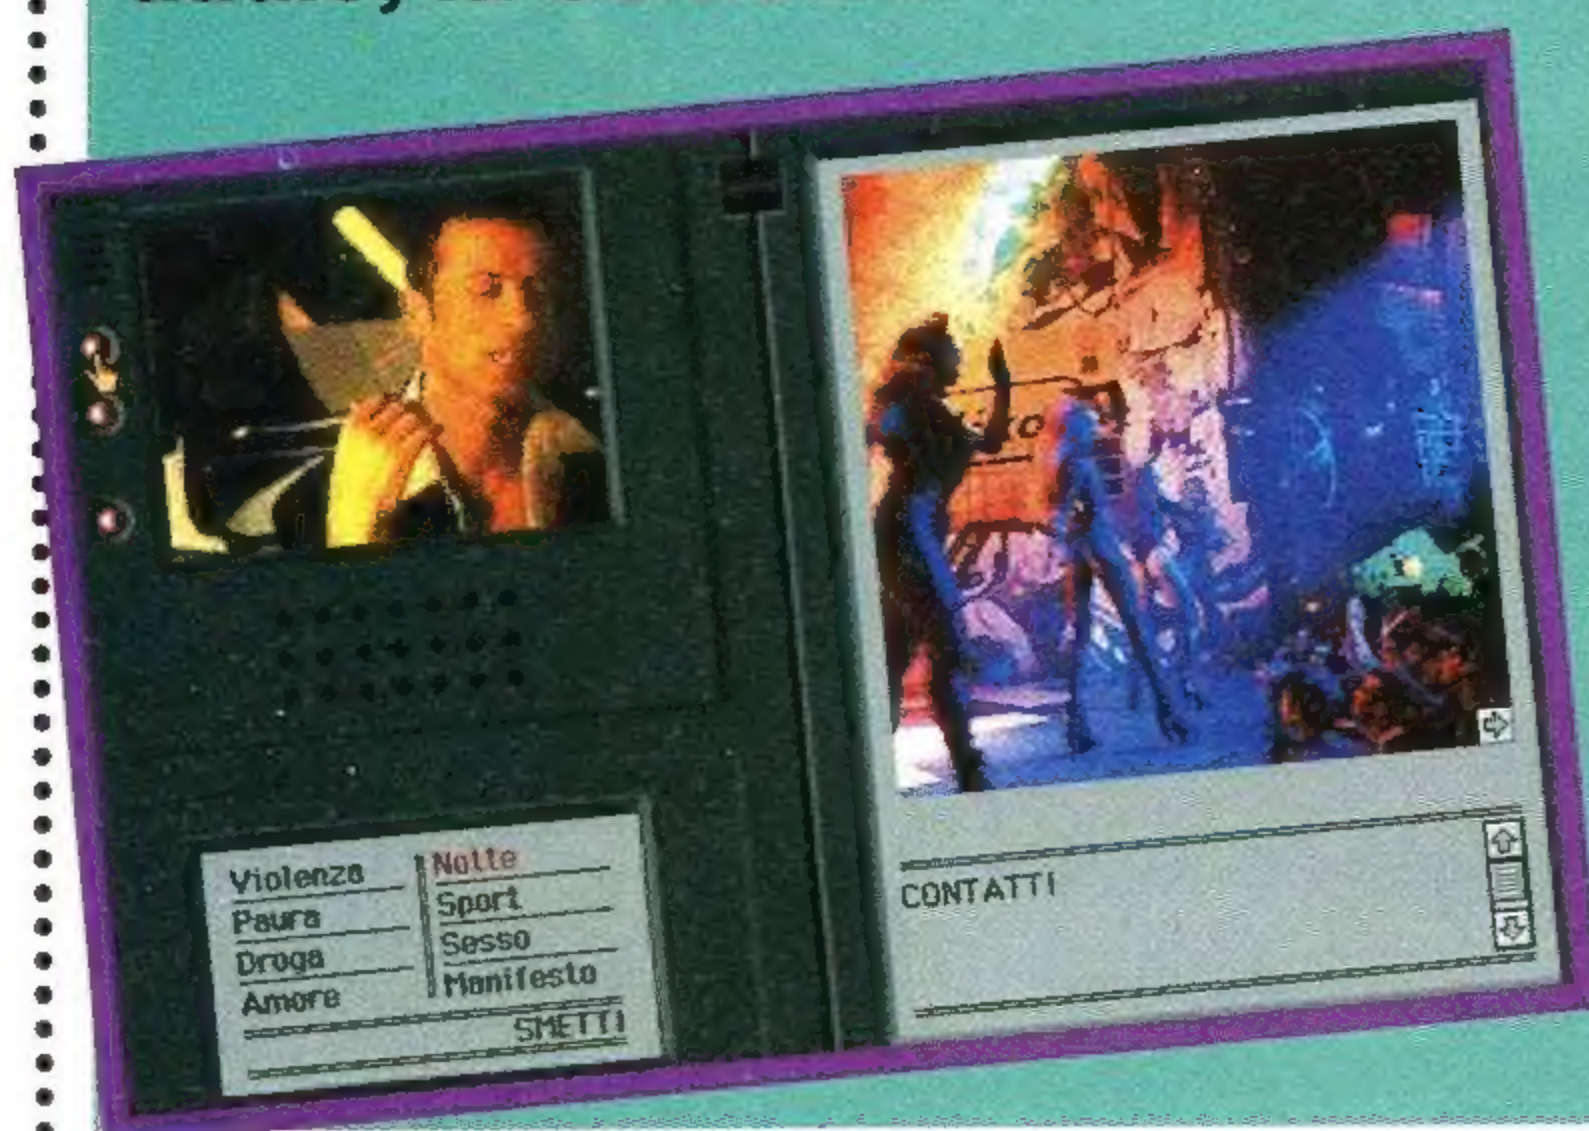 Violenza
Paura
Droga
Amore
Notte
Sport
Sesso
Manifesto
SMETTI
CONTATTI